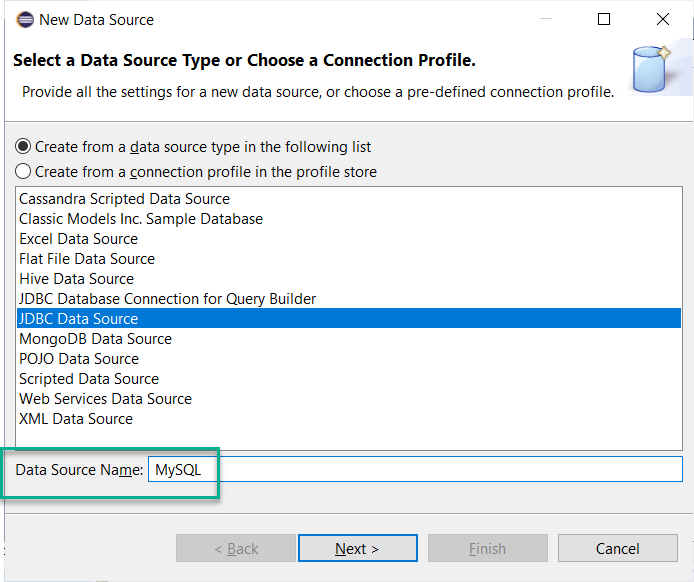 New Data Source
Select a Data Source Type or Choose a Connection Profile.
Provide all the settings for a new data source, or choose a pre-defined connection profile.
Create from a data source type in the following list
Create from a connection profile in the profile store
Cassandra Scripted Data Source
Classic Models Inc. Sample Database
Excel Data Source
Flat File Data Source
Hive Data Source
JDBC Database Connection for Query Builder
JDBC Data Source
MongoDB Data Source
POJO Data Source
Scripted Data Source
Web Services Data Source
XML Data Source
Data Source Name: MySQL
< Back Next > Finish Cancel